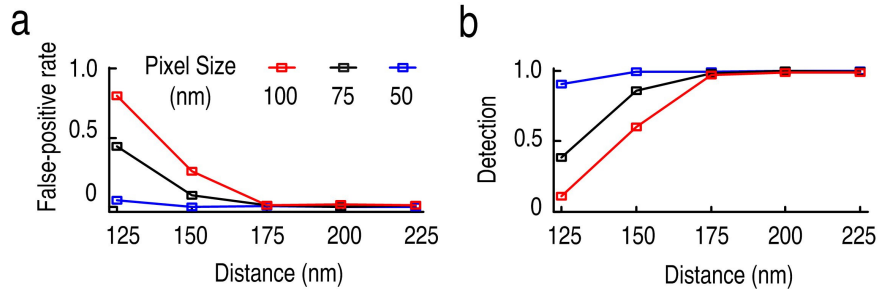 a
False-positive rate
1.0
0.5
0
Pixel Size
(nm)
100 75 50
125 150 175 200 225
Distance (nm)
b
Detection
1.0
0.5
0
125 150 175 200 225
Distance (nm)